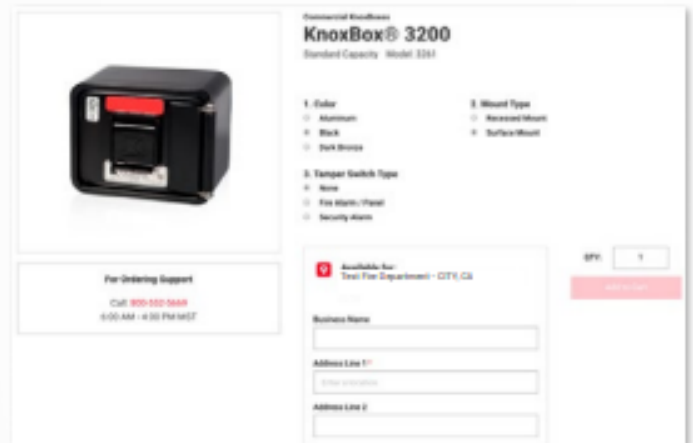 Commercial KnoxBoxes
KnoxBox® 3200
Standard Capacity Model 3261
1. Color
Aluminum
Black
Dark Bronze
2. Mount Type
Recessed Mount
Surface Mount
3. Tamper Switch Type
None
Fire Alarm / Panel
Security Alarm
For Ordering Support
Call 800-552-5669
6:00 AM - 4:00 PM MST
Available for:
Test Fire Department - CITY, CA
QTY: 1
Add to Cart
Business Name
Address Line 1*
Enter a location
Address Line 2